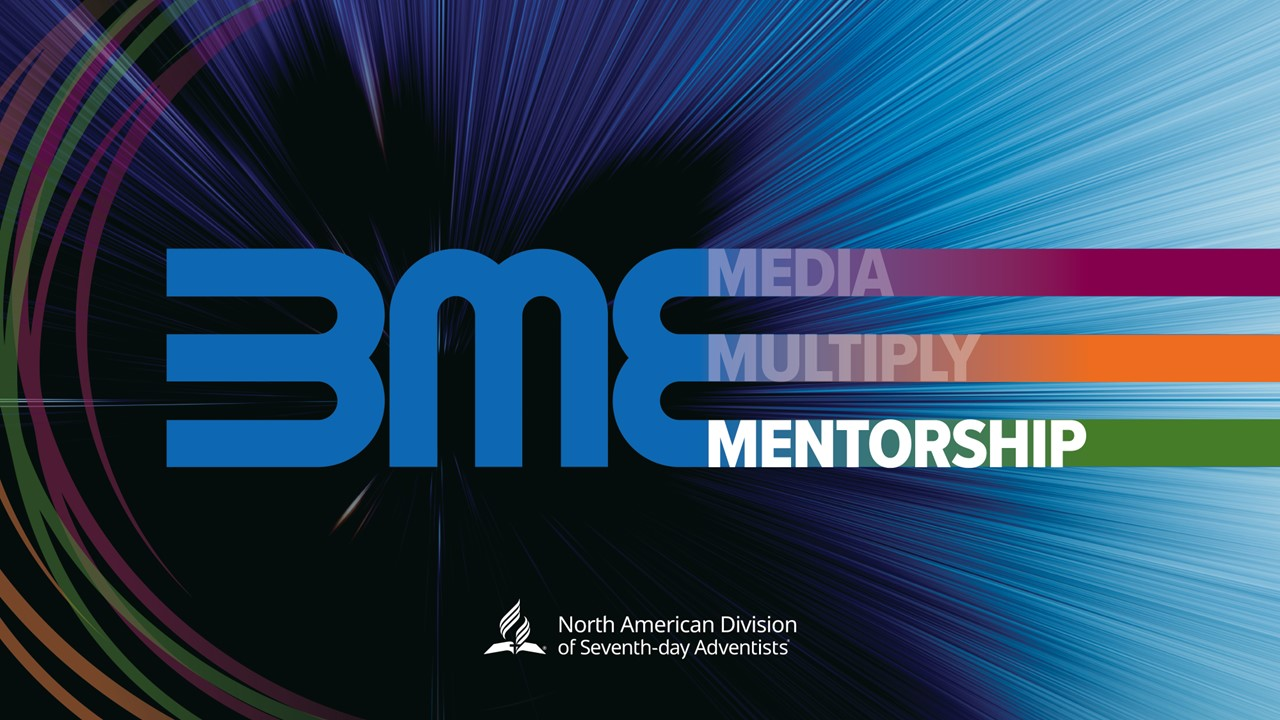 3ME
MEDIA
MULTIPLY
MENTORSHIP
North American Division
of Seventh-day Adventists®